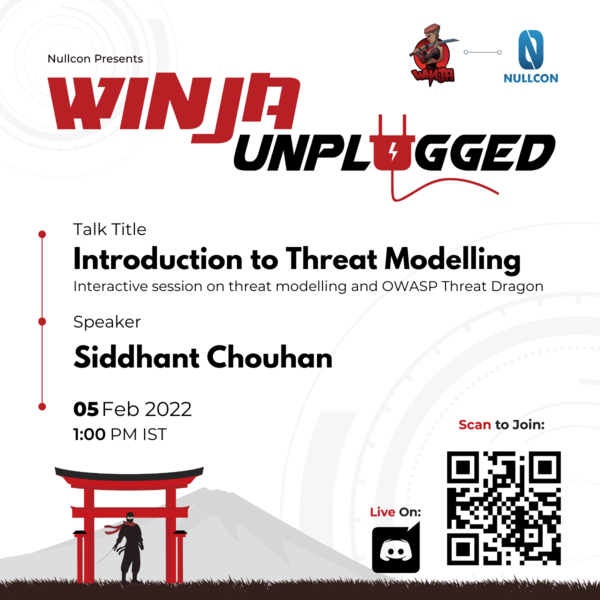 Nullcon Presents
WINJA
NULLCON
WINJA
UNPLUGGED
Talk Title
Introduction to Threat Modelling
Interactive session on threat modelling and OWASP Threat Dragon
Speaker
Siddhant Chouhan
05 Feb 2022
1:00 PM IST
Scan to Join:
Live On: